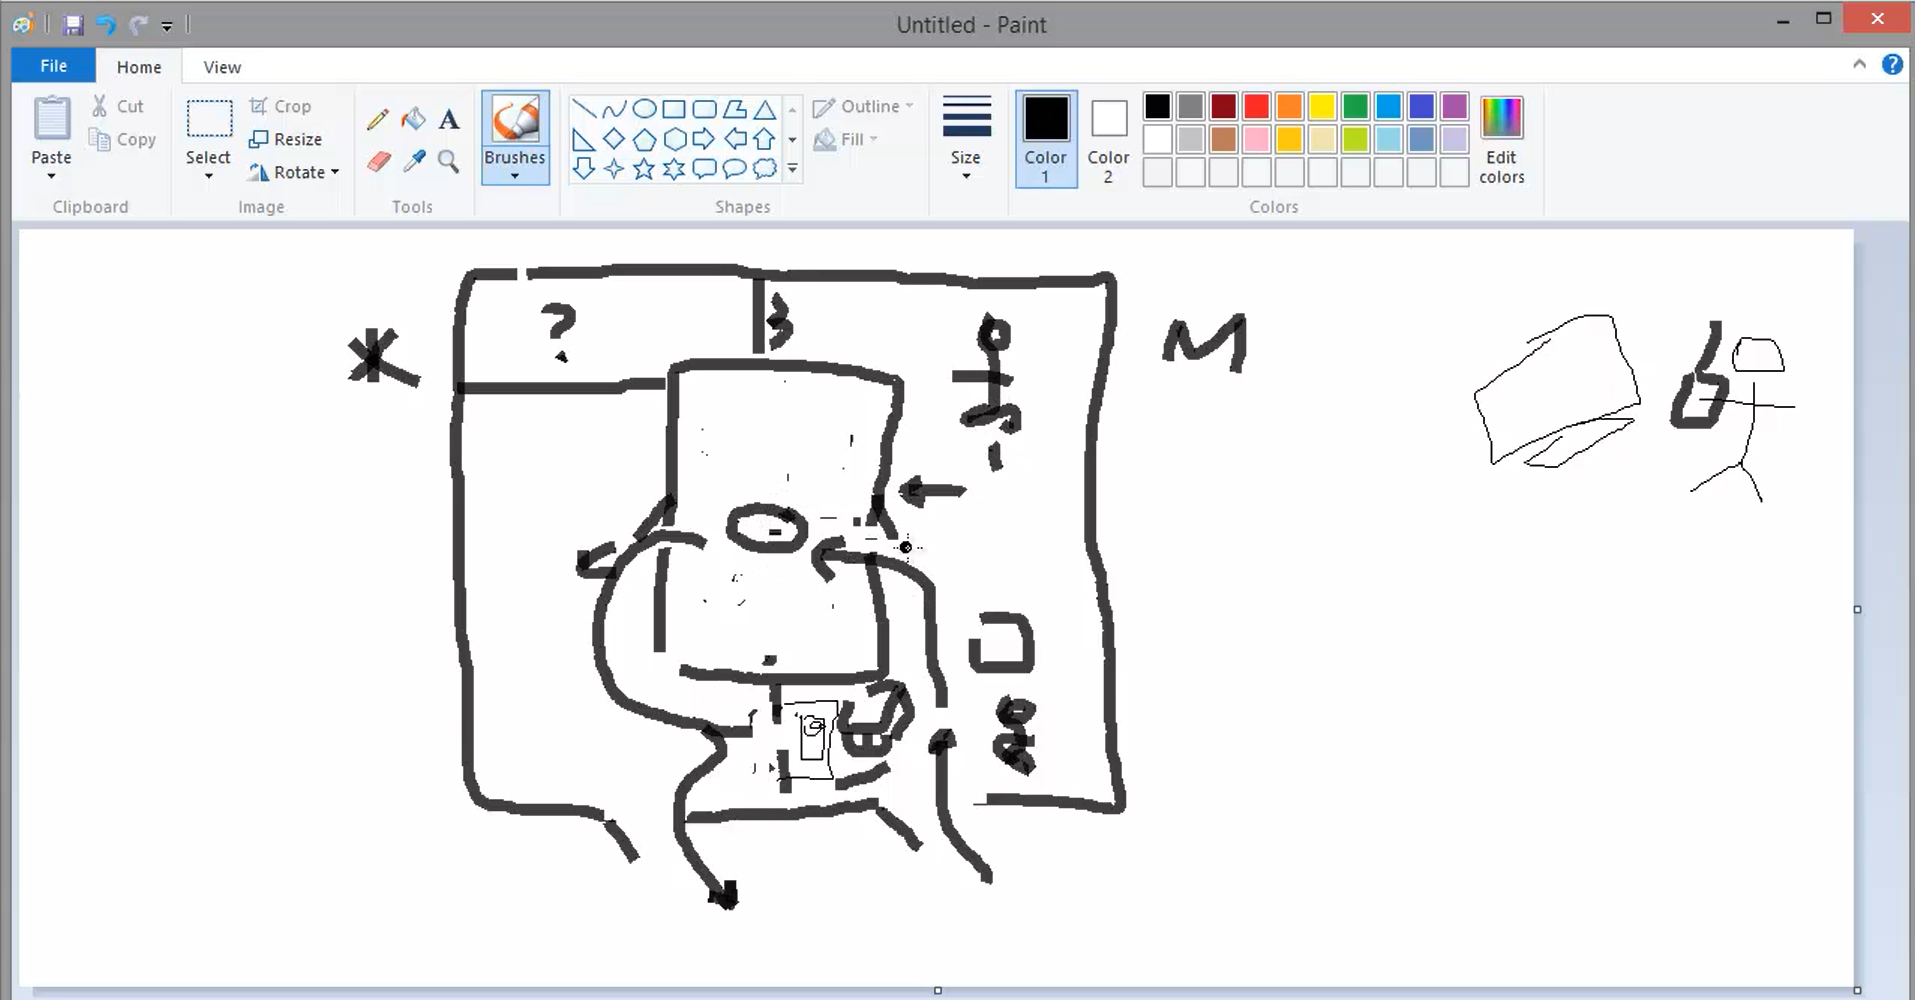 Untitled - Paint
File Home View
Paste
Cut
Copy
Clipboard
Select
Crop
Resize
Rotate
Image
A
Tools
Brushes
Shapes
Outline
Fill
Size
Color 1
Color 2
Edit colors
Colors
?
3
M